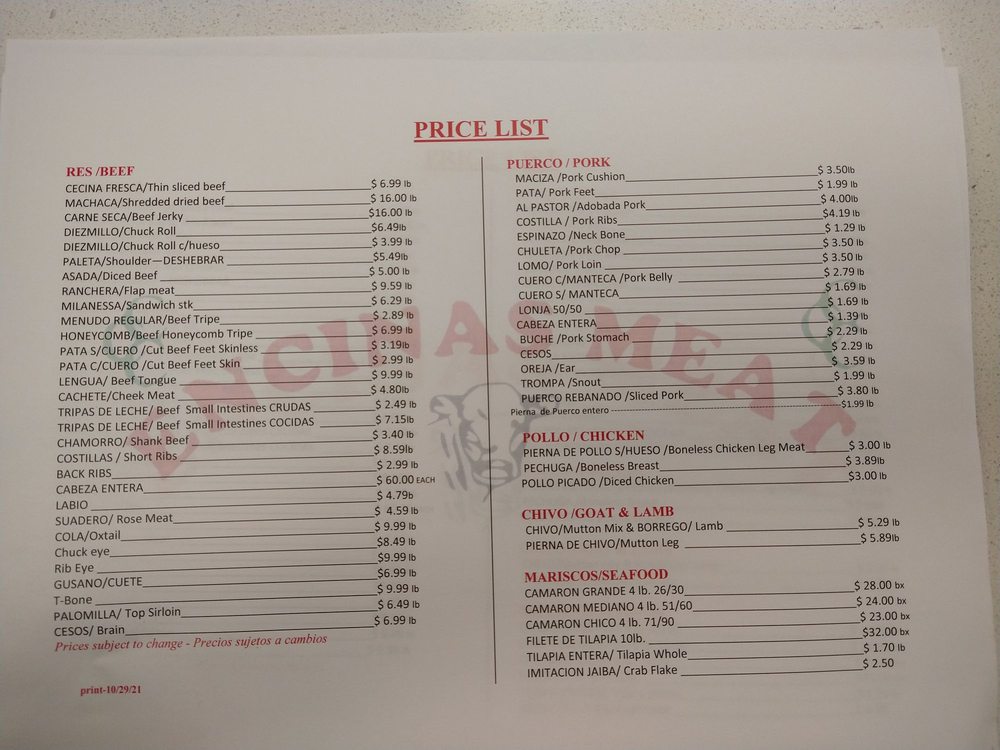 PRICE LIST
RES /BEEF
CECINA FRESCA/Thin sliced beef $ 6.99 lb
MACHACA/Shredded dried beef $ 16.00 lb
CARNE SECA/Beef Jerky $16.00 lb
DIEZMILLO/Chuck Roll $6.49lb
DIEZMILLO/Chuck Roll c/hueso $ 3.99 lb
PALETA/Shoulder—DESHEBRAR $5.49lb
ASADA/Diced Beef $ 5.00 lb
RANCHERA/Flap meat $ 9.59 lb
MILANESSA/Sandwich stk $ 6.29 lb
MENUDO REGULAR/Beef Tripe $ 2.89 lb
HONEYCOMB/Beef Honeycomb Tripe $ 6.99 lb
PATA S/CUERO /Cut Beef Feet Skinless $ 3.19lb
PATA C/CUERO /Cut Beef Feet Skin $ 2.99 lb
LENGUA/ Beef Tongue $ 9.99 lb
CACHETE/Cheek Meat $ 4.80lb
TRIPAS DE LECHE/ Beef Small Intestines CRUDAS $ 2.49 lb
TRIPAS DE LECHE/ Beef Small Intestines COCIDAS $ 7.15lb
CHAMORRO/ Shank Beef $ 3.40 lb
COSTILLAS / Short Ribs $ 8.59lb
BACK RIBS $ 2.99 lb
CABEZA ENTERA $ 60.00 EACH
LABIO $ 4.79b
SUADERO/ Rose Meat $ 4.59 lb
COLA/Oxtail $ 9.99 lb
Chuck eye $8.49 lb
Rib Eye $9.99 lb
GUSANO/CUETE $6.99 lb
T-Bone $ 9.99 lb
PALOMILLA/ Top Sirloin $ 6.49 lb
CESOS/ Brain $ 6.99 lb
Prices subject to change - Precios sujetos a cambios
print-10/29/21
PUERCO / PORK
MACIZA /Pork Cushion $ 3.50lb
PATA/ Pork Feet $ 1.99 lb
AL PASTOR /Adobada Pork $ 4.00lb
COSTILLA / Pork Ribs $4.19 lb
ESPINAZO /Neck Bone $ 1.29 lb
CHULETA /Pork Chop $ 3.50 lb
LOMO/ Pork Loin $ 3.50 lb
CUERO C/MANTECA /Pork Belly $ 2.79 lb
CUERO S/ MANTECA $ 1.69 lb
LONJA 50/50 $ 1.69 lb
CABEZA ENTERA $ 1.39 lb
BUCHE /Pork Stomach $ 2.29 lb
CESOS $ 2.29 lb
OREJA /Ear $ 3.59 lb
TROMPA /Snout $ 1.99 lb
PUERCO REBANADO /Sliced Pork $ 3.80 lb
Pierna de Puerco entero $1.99 lb
POLLO / CHICKEN
PIERNA DE POLLO S/HUESO /Boneless Chicken Leg Meat $ 3.00 lb
PECHUGA /Boneless Breast $ 3.89lb
POLLO PICADO /Diced Chicken $3.00 lb
CHIVO /GOAT & LAMB
CHIVO/Mutton Mix & BORREGO/ Lamb $ 5.29 lb
PIERNA DE CHIVO/Mutton Leg $ 5.89lb
MARISCOS/SEAFOOD
CAMARON GRANDE 4 lb. 26/30 $ 28.00 bx
CAMARON MEDIANO 4 lb. 51/60 $ 24.00 bx
CAMARON CHICO 4 lb. 71/90 $ 23.00 bx
FILETE DE TILAPIA 10lb. $32.00 bx
TILAPIA ENTERA/ Tilapia Whole $ 1.70 lb
IMITACION JAIBA/ Crab Flake $ 2.50
ENCINAS MEAT